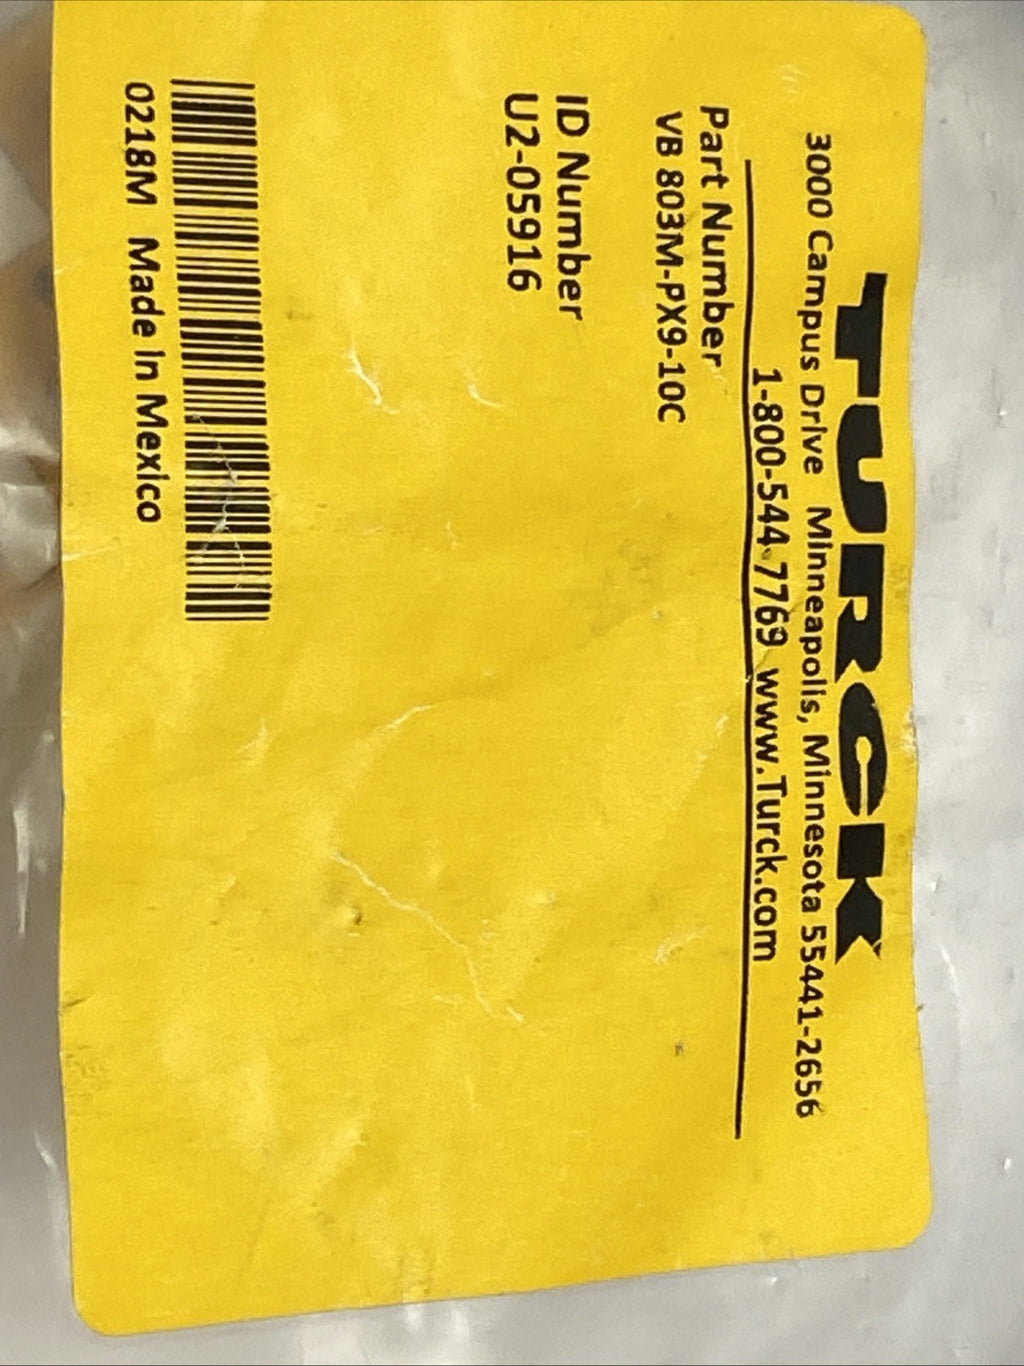 TURCK
3000 Campus Drive Minneapolis, Minnesota 55441-2656
1-800-544-7769 www.Turck.com
Part Number
VB 803M-PX9-10C
ID Number
U2-05916
0218M Made In Mexico